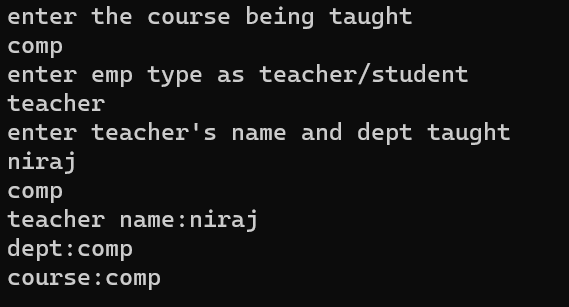 enter the course being taught
comp
enter emp type as teacher/student
teacher
enter teacher's name and dept taught
niraj
comp
teacher name:niraj
dept:comp
course:comp